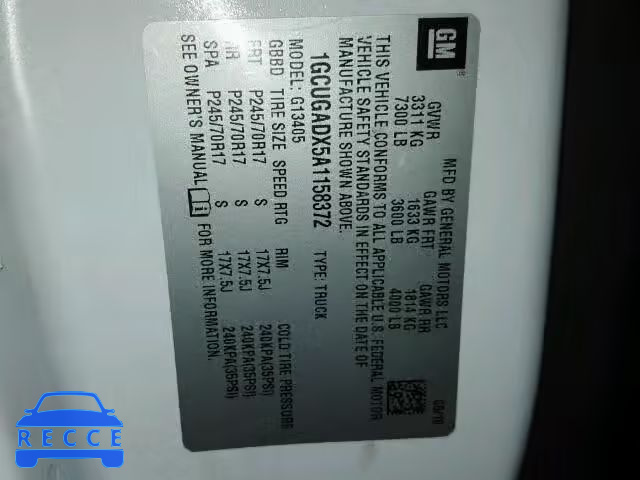 GM
MFD BY GENERAL MOTORS LLC
GVWR GAWR FRT GAWR RR
3311 KG 1633 KG 1814 KG
7300 LB 3600 LB 4000 LB
THIS VEHICLE CONFORMS TO ALL APPLICABLE U.S. FEDERAL MOTOR
VEHICLE SAFETY STANDARDS IN EFFECT ON THE DATE OF
MANUFACTURE SHOWN ABOVE.
1GCUGADX5A1158372 TYPE: TRUCK
MODEL: G13405
GBBD TIRE SIZE SPEED RTG RIM COLD TIRE PRESSURE
FRT P245/70R17 S 17X7.5J 240KPA(35PSI)
RR P245/70R17 S 17X7.5J 240KPA(35PSI)
SPA P245/70R17 S 17X7.5J 240KPA(35PSI)
SEE OWNER'S MANUAL FOR MORE INFORMATION.
RECCE